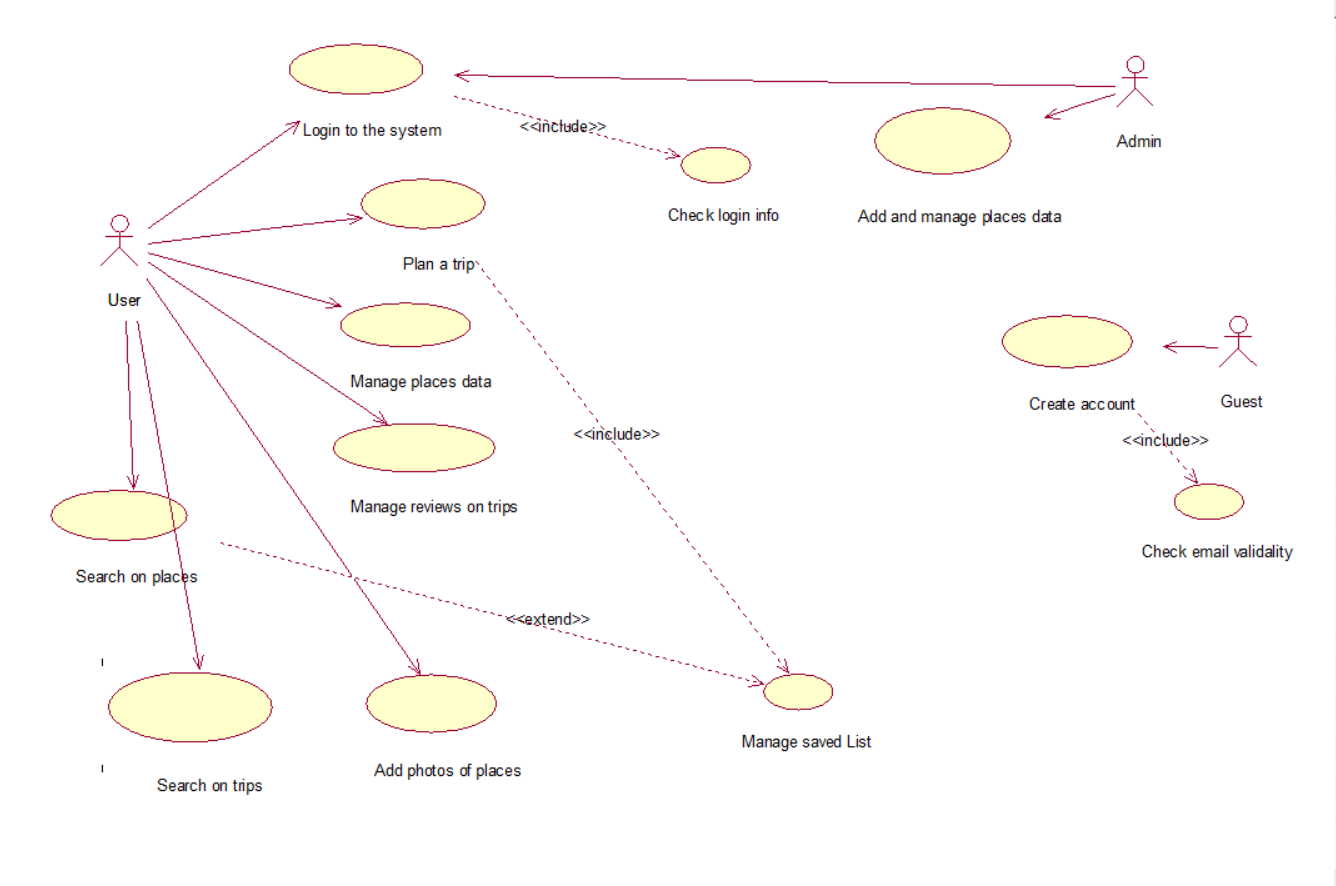 Login to the system
<<include>>
Admin
Check login info
Add and manage places data
Plan a trip
User
Manage places data
Create account
Guest
<<include>>
<<include>>
Manage reviews on trips
Check email validality
Search on places
<<extend>>
Manage saved List
Add photos of places
Search on trips